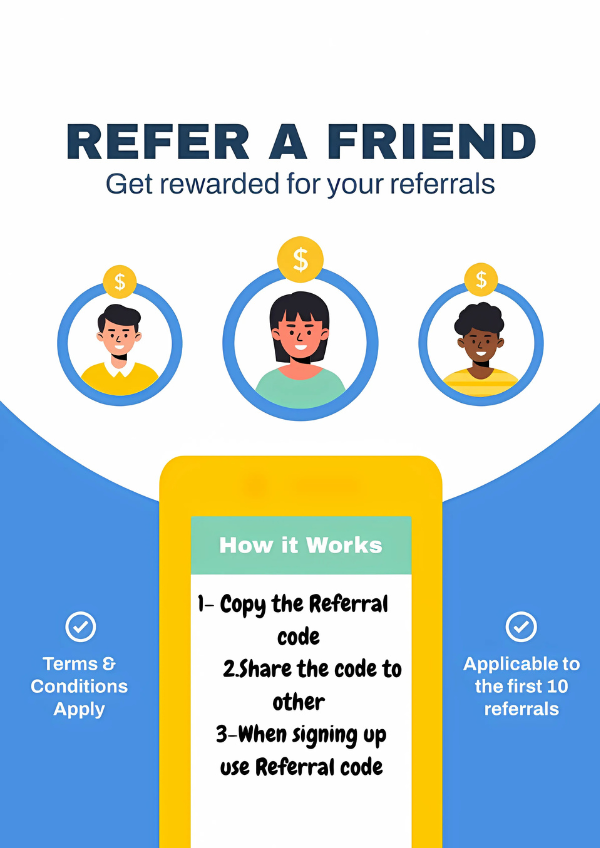 REFER A FRIEND
Get rewarded for your referrals
$
$
$
How it Works
1- Copy the Referral
code
2.Share the code to
other
3-When signing up
use Referral code
Terms &
Conditions
Apply
Applicable to
the first 10
referrals